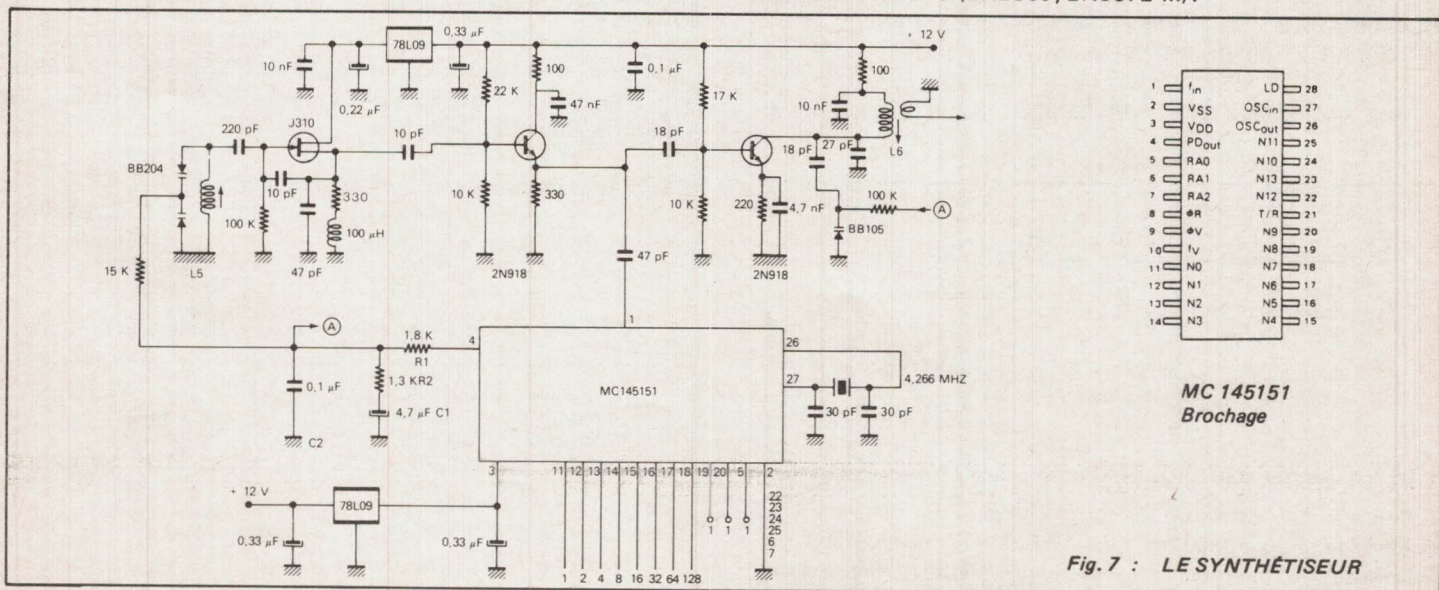 + 12 V
0,33 µF
78L09
10 nF
0,22 µF
22 K
100
47 nF
0,1 µF
17 K
100
10 nF
L6
220 pF
J310
10 pF
18 pF
18 pF
27 pF
BB204
10 pF
330
100 K
100 µH
47 pF
L5
15 K
10 K
330
2N918
47 pF
10 K
220
4,7 nF
2N918
100 K
A
BB105
A
0,1 µF
C2
1,8 K
R1
1,3 KR2
4,7 µF C1
4
1
MC145151
26
27
4,266 MHZ
30 pF
30 pF
3
11 12 13 14 15 16 17 18 19 20 5 2
22
23
24
25
6
7
1 1 1
1 2 4 8 16 32 64 128
+ 12 V
78L09
0,33 µF
0,33 µF
1 fin LD 28
2 VSS OSCin 27
3 VDD OSCout 26
4 PDout N11 25
5 RA0 N10 24
6 RA1 N13 23
7 RA2 N12 22
8 ΦR T/R 21
9 ΦV N9 20
10 fV N8 19
11 N0 N7 18
12 N1 N6 17
13 N2 N5 16
14 N3 N4 15
MC 145151
Brochage
Fig. 7 : LE SYNTHÉTISEUR